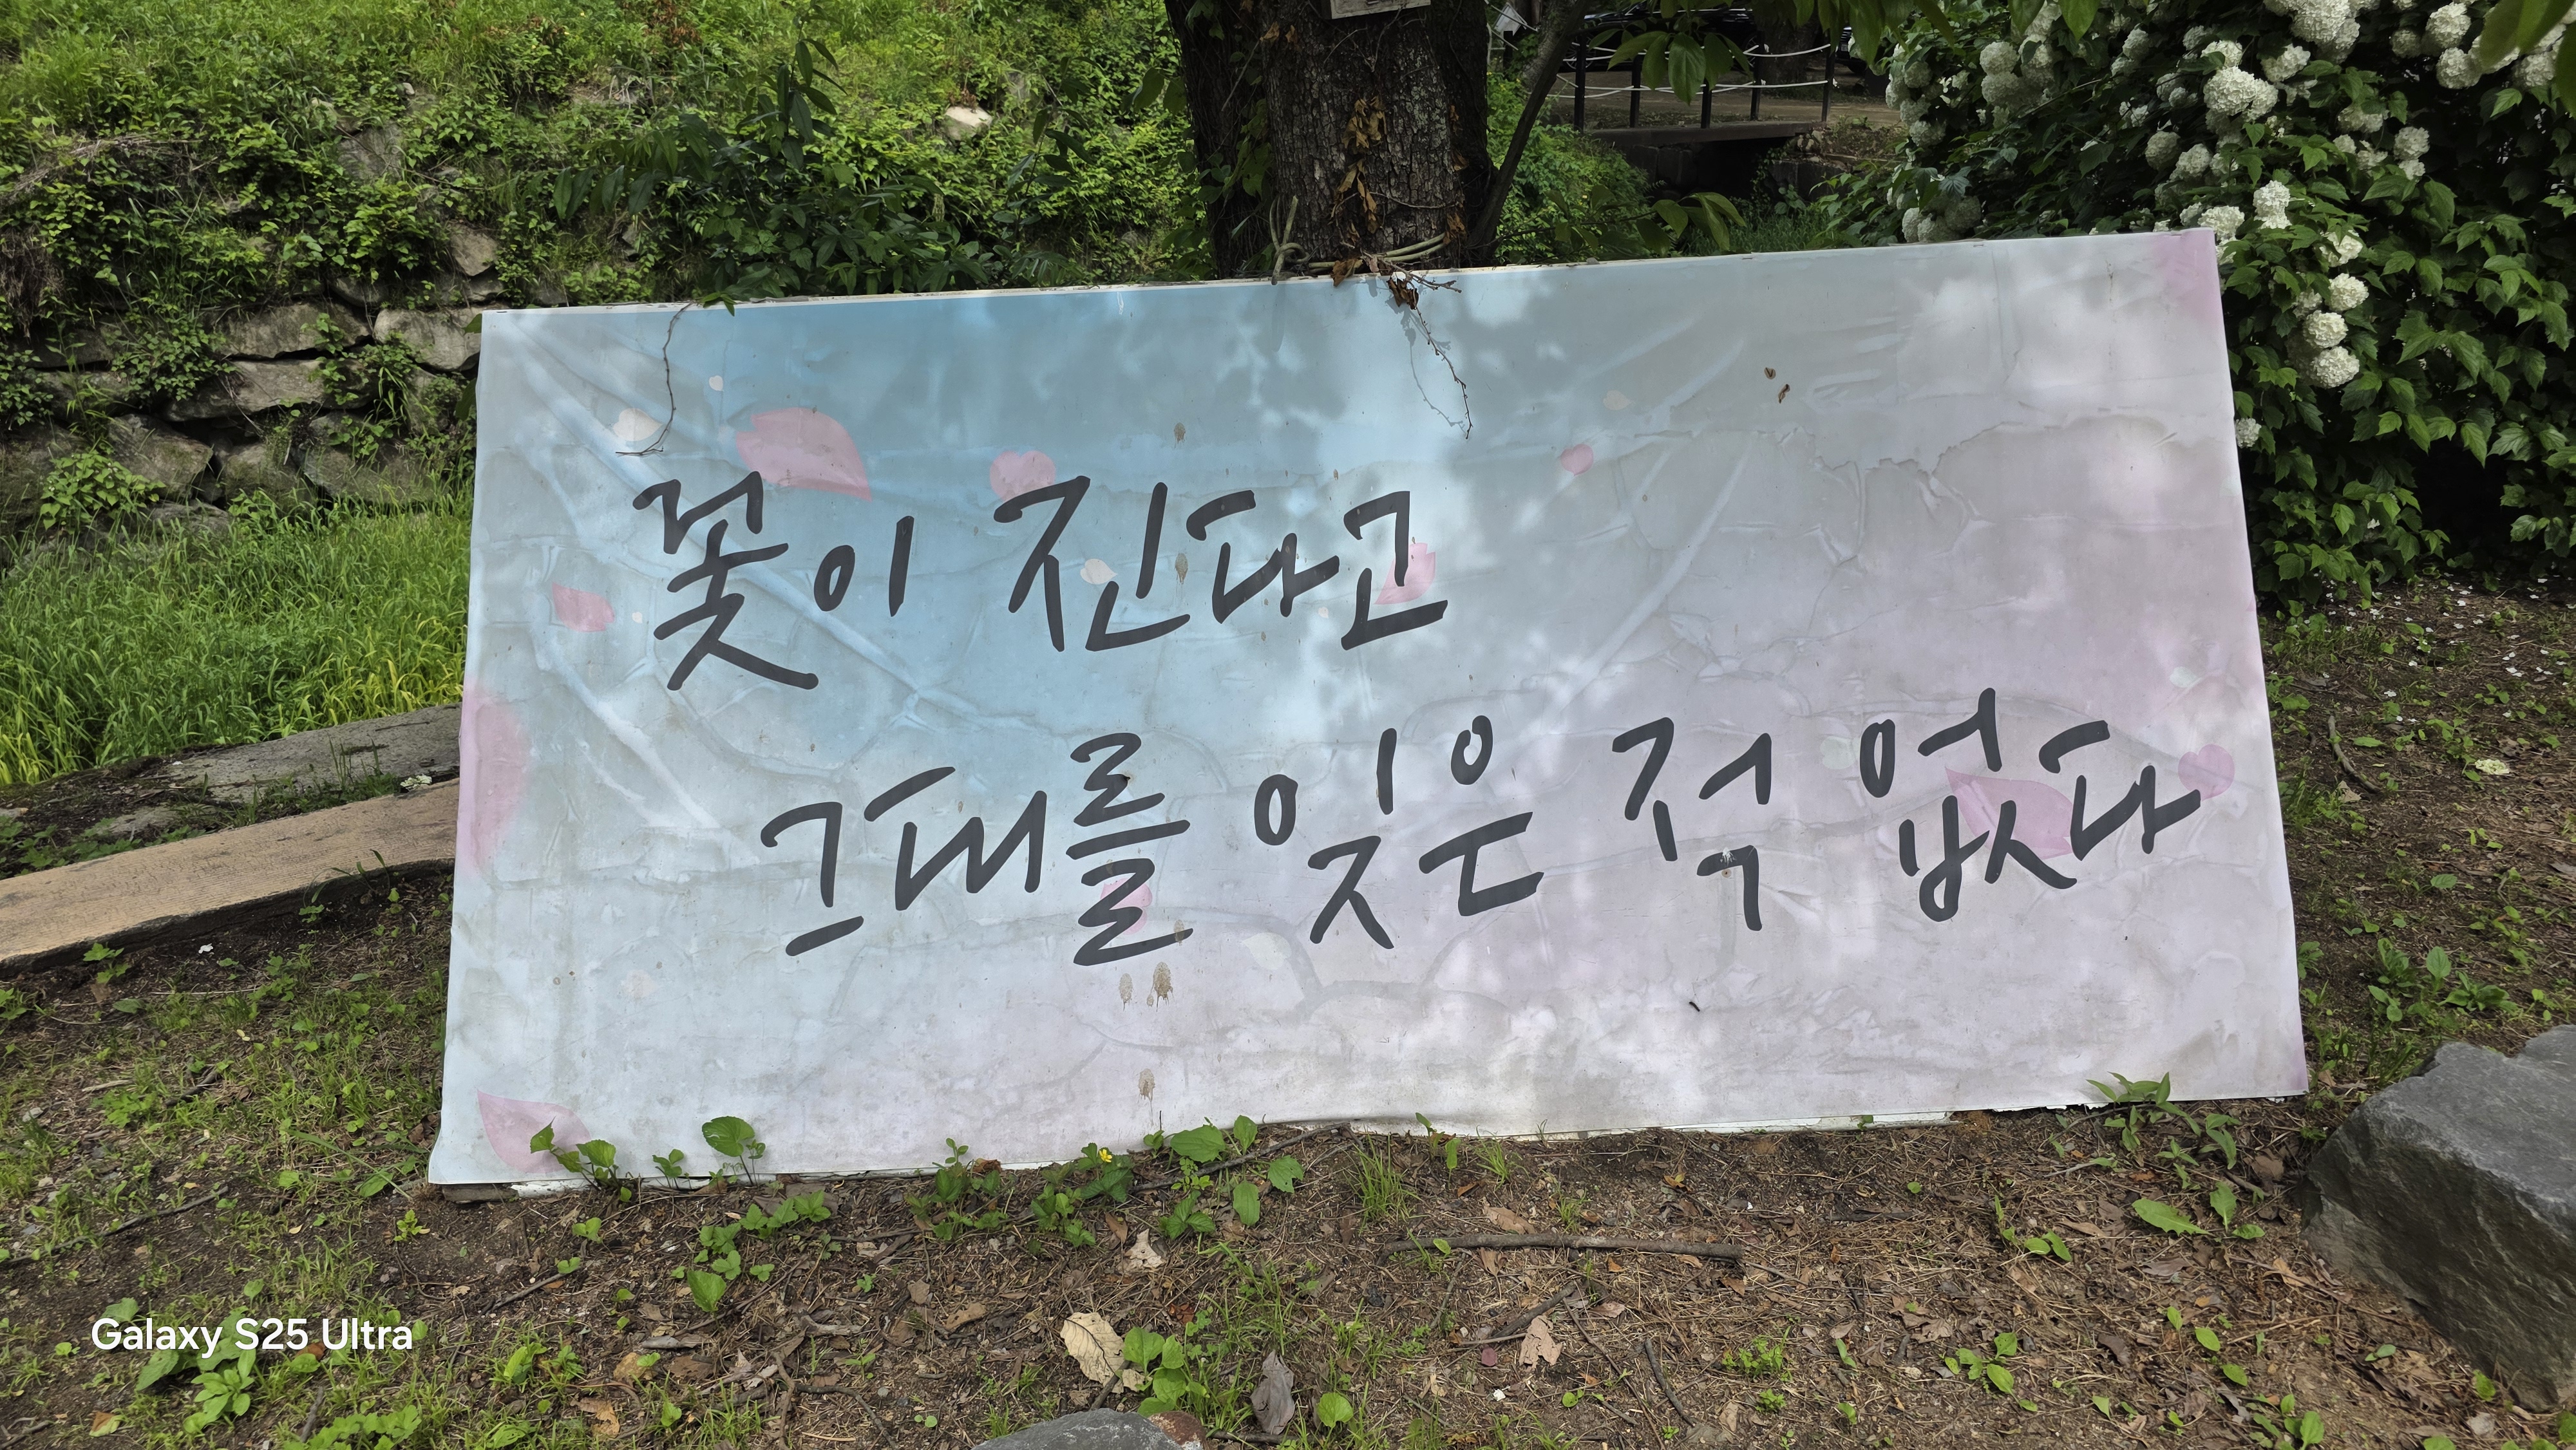 꽃이 진다고
그대를 잊은 적 없다
Galaxy S25 Ultra